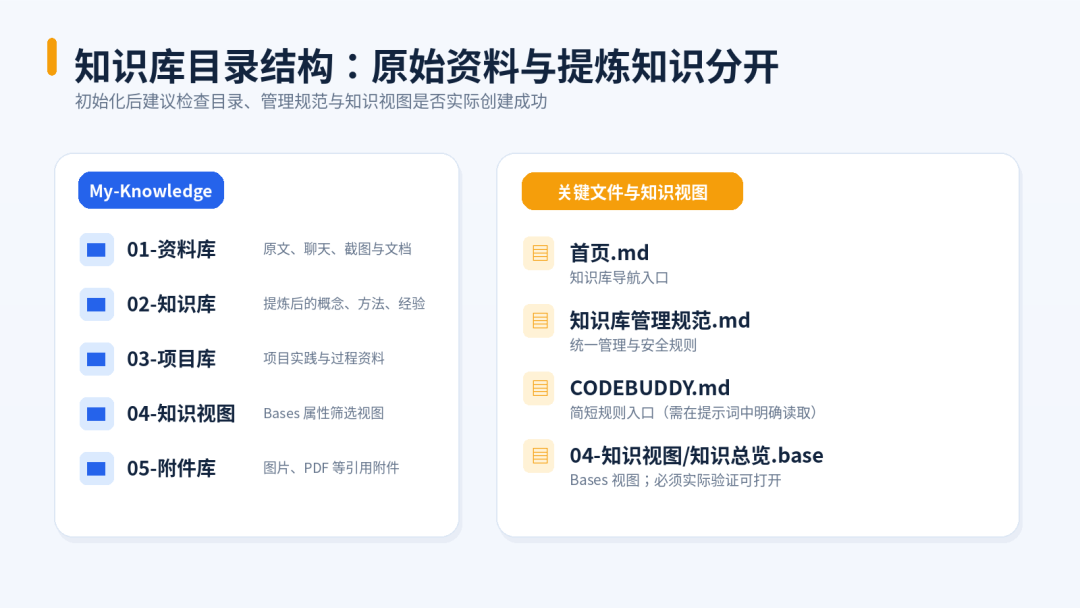 知识库目录结构：原始资料与提炼知识分开
初始化后建议检查目录、管理规范与知识视图是否实际创建成功
My-Knowledge
01-资料库 原文、聊天、截图与文档
02-知识库 提炼后的概念、方法、经验
03-项目库 项目实践与过程资料
04-知识视图 Bases 属性筛选视图
05-附件库 图片、PDF 等引用附件
关键文件与知识视图
首页.md
知识库导航入口
知识库管理规范.md
统一管理与安全规则
CODEBUDDY.md
简短规则入口（需在提示词中明确读取）
04-知识视图/知识总览.base
Bases 视图；必须实际验证可打开